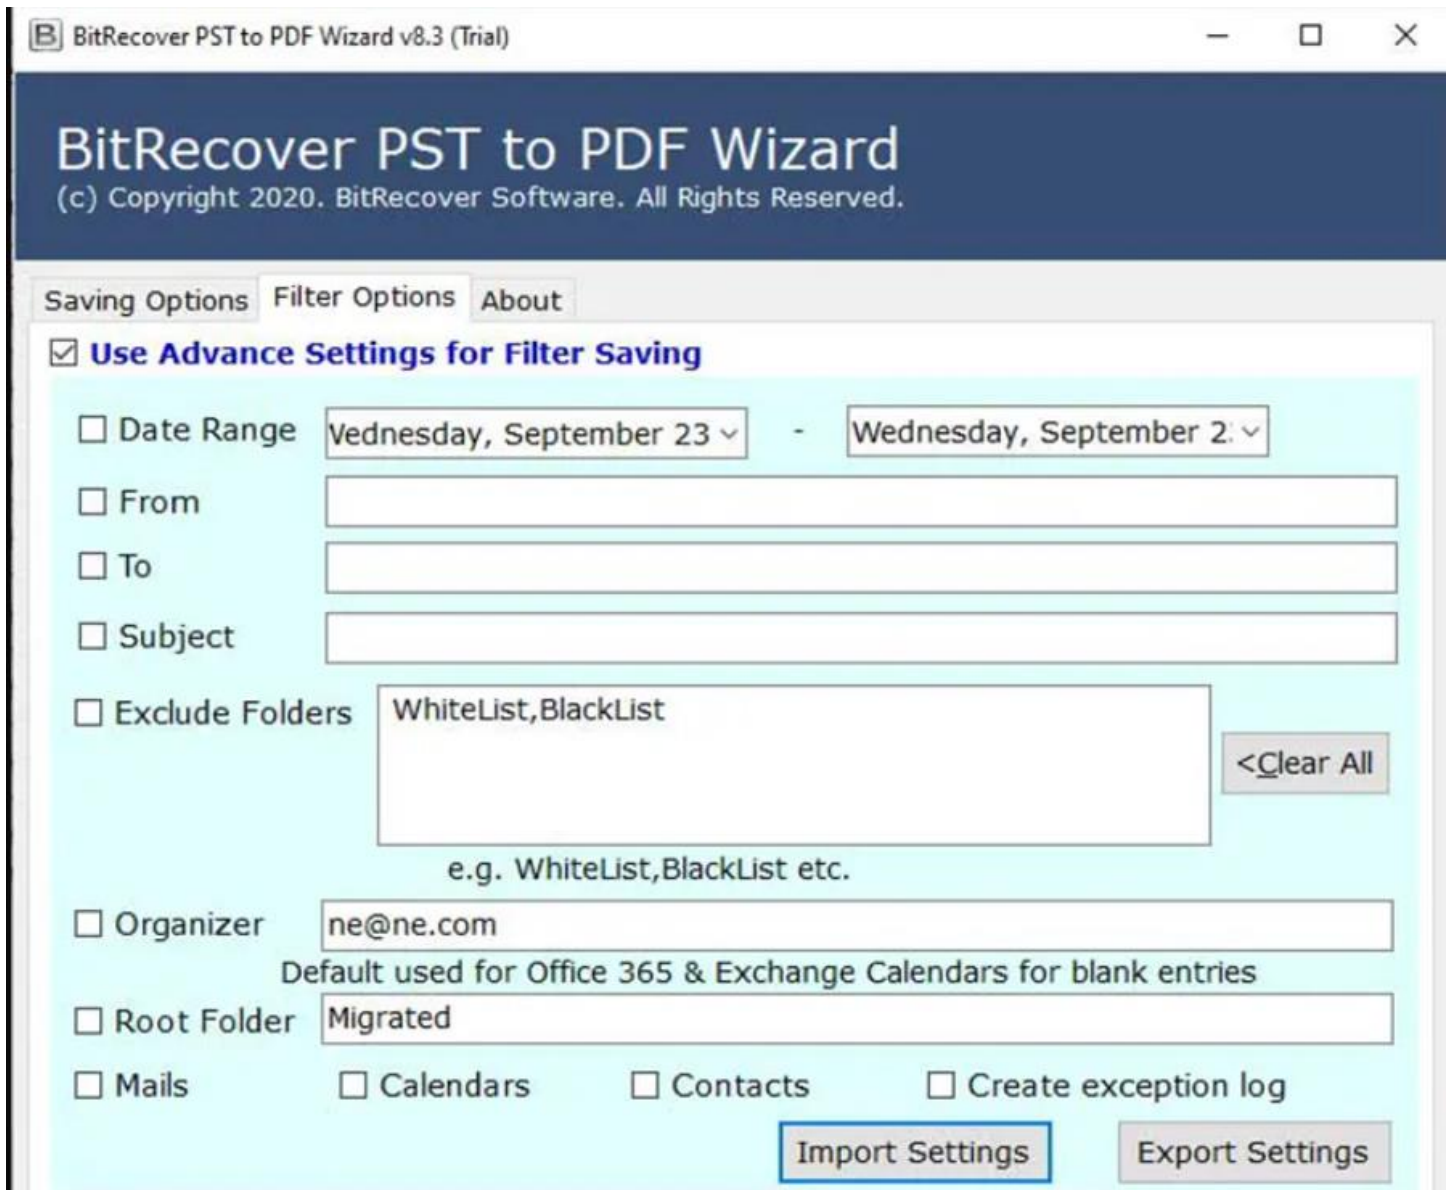 BitRecover PST to PDF Wizard v8.3 (Trial)
BitRecover PST to PDF Wizard
(c) Copyright 2020. BitRecover Software. All Rights Reserved.
Saving Options Filter Options About
Use Advance Settings for Filter Saving
Date Range Wednesday, September 23 - Wednesday, September 2
From
To
Subject
Exclude Folders WhiteList,BlackList
<Clear All
e.g. WhiteList,BlackList etc.
Organizer ne@ne.com
Default used for Office 365 & Exchange Calendars for blank entries
Root Folder Migrated
Mails Calendars Contacts Create exception log
Import Settings Export Settings